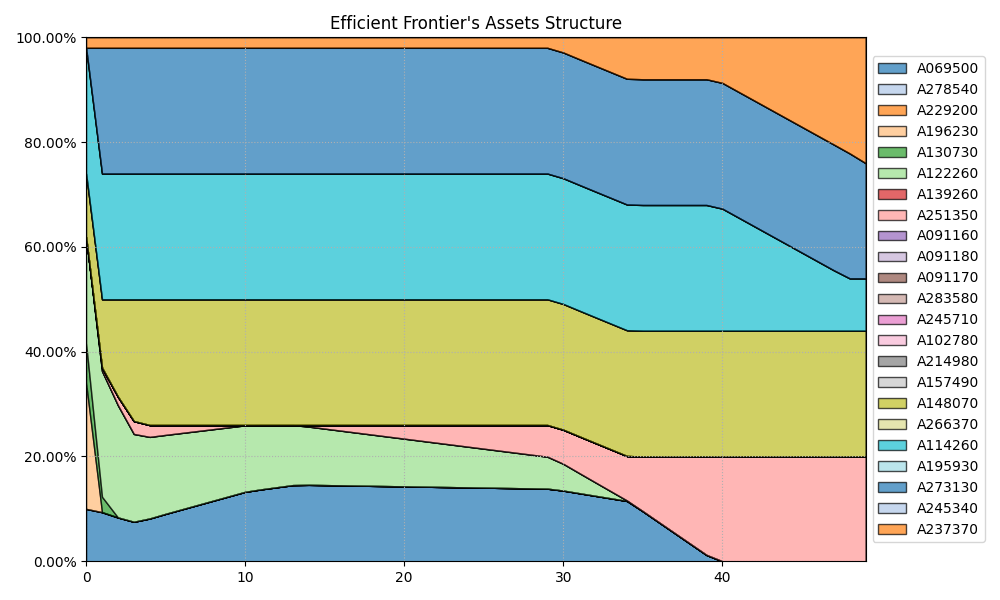 Efficient Frontier's Assets Structure
100.00%
80.00%
60.00%
40.00%
20.00%
0.00%
0
10
20
30
40
A069500
A278540
A229200
A196230
A130730
A122260
A139260
A251350
A091160
A091180
A091170
A283580
A245710
A102780
A214980
A157490
A148070
A266370
A114260
A195930
A273130
A245340
A237370